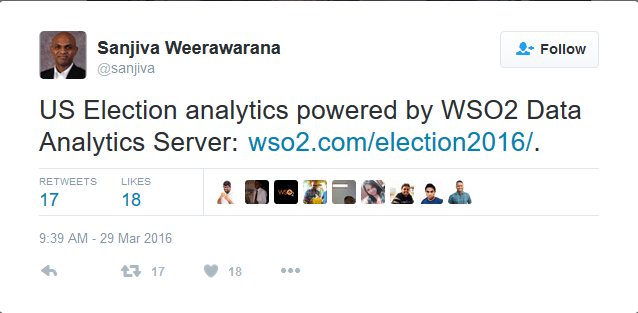 Sanjiva Weerawarana
@sanjiva
Follow
US Election analytics powered by WSO2 Data
Analytics Server: wso2.com/election2016/.
RETWEETS LIKES
17 18
WSO2
9:39 AM - 29 Mar 2016
17 18